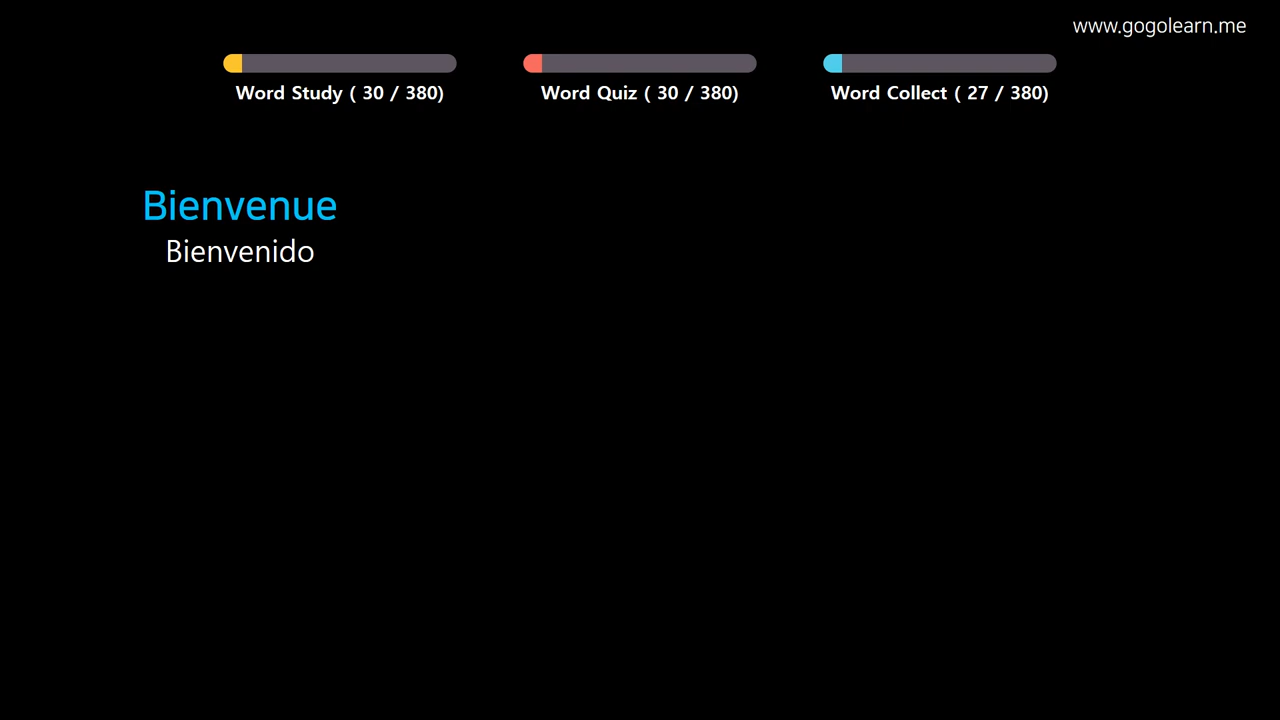 www.gogolearn.me
Word Study ( 30 / 380)
Word Quiz ( 30 / 380)
Word Collect ( 27 / 380)
Bienvenue
Bienvenido